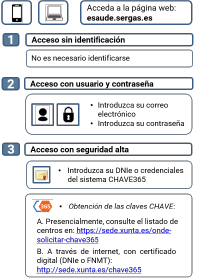 Acceda a la página web:
esaude.sergas.es
1 Acceso sin identificación
No es necesario identificarse
2 Acceso con usuario y contraseña
• Introduzca su correo
electrónico
• Introduzca su contraseña
3 Acceso con seguridad alta
• Introduzca su DNIe o credenciales
del sistema CHAVE365
365 • Obtención de las claves CHAVE:
A. Presencialmente, consulte el listado de
centros en: https://sede.xunta.es/onde-
solicitar-chave365
B. A través de internet, con certificado
digital (DNIe o FNMT):
http://sede.xunta.es/chave365